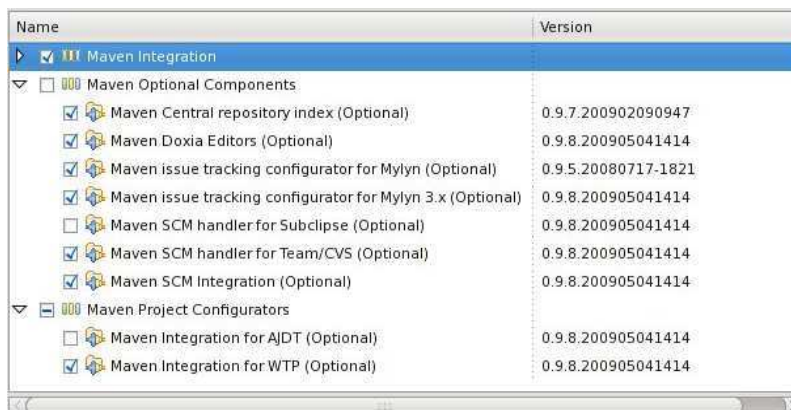 Name Version
Maven Integration
Maven Optional Components
Maven Central repository index (Optional) 0.9.7.200902090947
Maven Doxia Editors (Optional) 0.9.8.200905041414
Maven issue tracking configurator for Mylyn (Optional) 0.9.5.20080717-1821
Maven issue tracking configurator for Mylyn 3.x (Optional) 0.9.8.200905041414
Maven SCM handler for Subclipse (Optional) 0.9.8.200905041414
Maven SCM handler for Team/CVS (Optional) 0.9.8.200905041414
Maven SCM Integration (Optional) 0.9.8.200905041414
Maven Project Configurators
Maven Integration for AJDT (Optional) 0.9.8.200905041414
Maven Integration for WTP (Optional) 0.9.8.200905041414